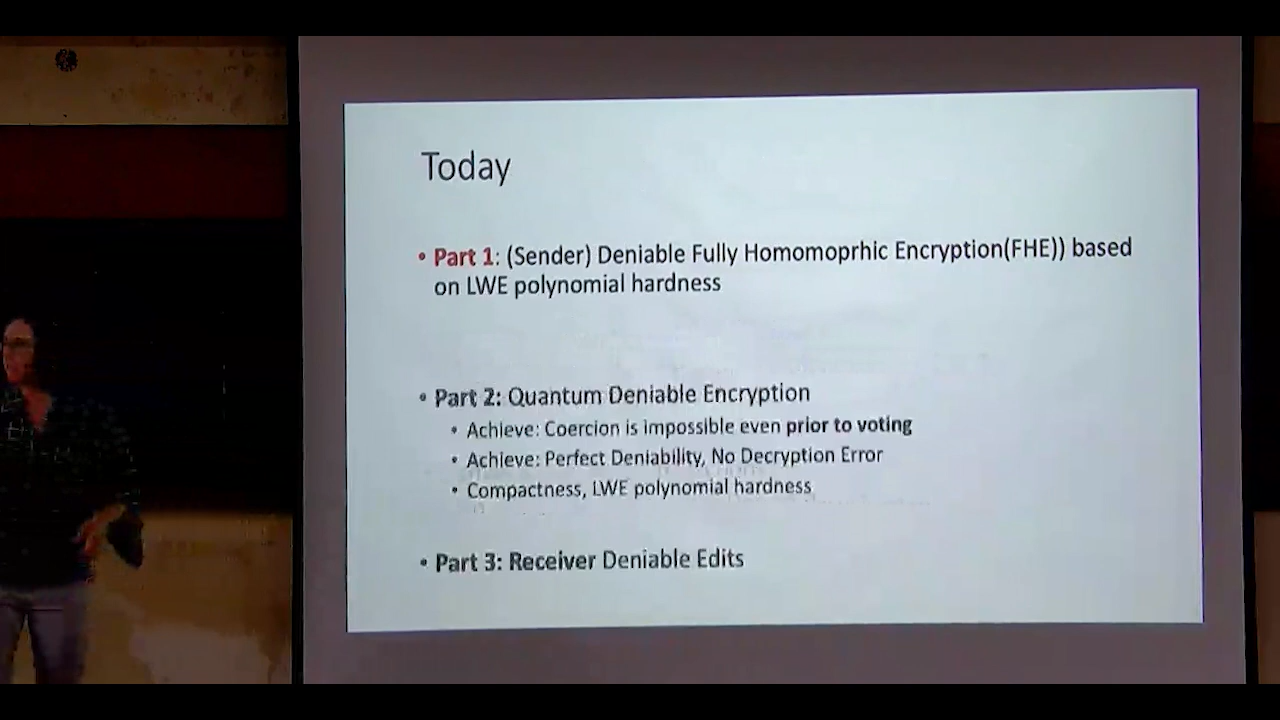 Today
• Part 1: (Sender) Deniable Fully Homomoprhic Encryption(FHE)) based
on LWE polynomial hardness
• Part 2: Quantum Deniable Encryption
• Achieve: Coercion is impossible even prior to voting
• Achieve: Perfect Deniability, No Decryption Error
• Compactness, LWE polynomial hardness
• Part 3: Receiver Deniable Edits